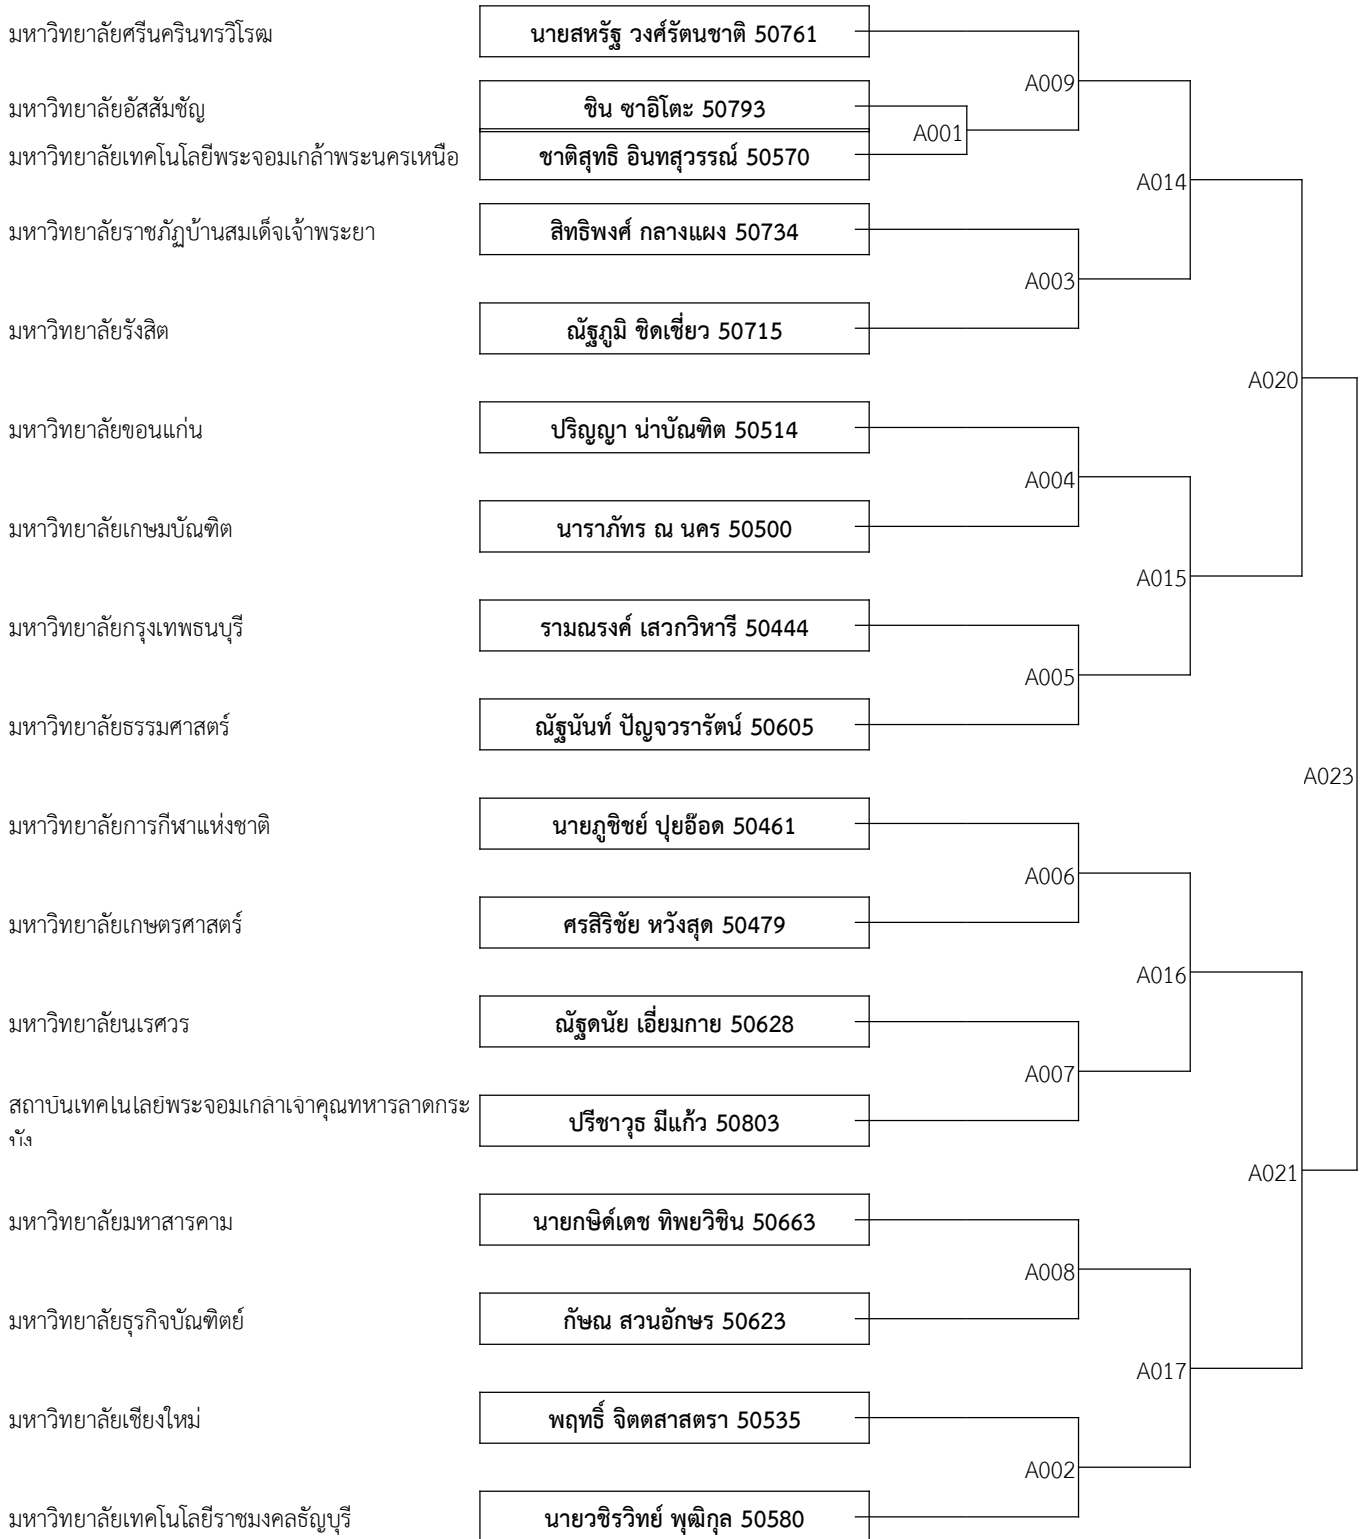 มหาวิทยาลัยศรีนครินทรวิโรฒ นายสหรัฐ วงศ์รัตนชาติ 50761
A009
มหาวิทยาลัยอัสสัมชัญ ชิน ซาอิโตะ 50793
A001
มหาวิทยาลัยเทคโนโลยีพระจอมเกล้าพระนครเหนือ ชาติสุทธิ อินทสุวรรณ์ 50570
A014
มหาวิทยาลัยราชภัฏบ้านสมเด็จเจ้าพระยา สิทธิพงศ์ กลางแผง 50734
A003
มหาวิทยาลัยรังสิต ณัฐภูมิ ชิดเชี่ยว 50715
A020
มหาวิทยาลัยขอนแก่น ปริญญา น่าบัณฑิต 50514
A004
มหาวิทยาลัยเกษมบัณฑิต นาราภัทร ณ นคร 50500
A015
มหาวิทยาลัยกรุงเทพธนบุรี รามณรงค์ เสวกวิหารี 50444
A005
มหาวิทยาลัยธรรมศาสตร์ ณัฐนันท์ ปัญจวรารัตน์ 50605
A023
มหาวิทยาลัยการกีฬาแห่งชาติ นายภูชิชย์ ปุยอ๊อด 50461
A006
มหาวิทยาลัยเกษตรศาสตร์ ศรสิริชัย หวังสุด 50479
A016
มหาวิทยาลัยนเรศวร ณัฐดนัย เอี่ยมกาย 50628
A007
สถาบันเทคโนโลยีพระจอมเกล้าเจ้าคุณทหารลาดกระ
บัง ปรีชาวุธ มีแก้ว 50803
A021
มหาวิทยาลัยมหาสารคาม นายกษิด์เดช ทิพยวิชิน 50663
A008
มหาวิทยาลัยธุรกิจบัณฑิตย์ กัษณ สวนอักษร 50623
A017
มหาวิทยาลัยเชียงใหม่ พฤทธิ์ จิตตสาสตรา 50535
A002
มหาวิทยาลัยเทคโนโลยีราชมงคลธัญบุรี นายวชิรวิทย์ พุฒิกุล 50580